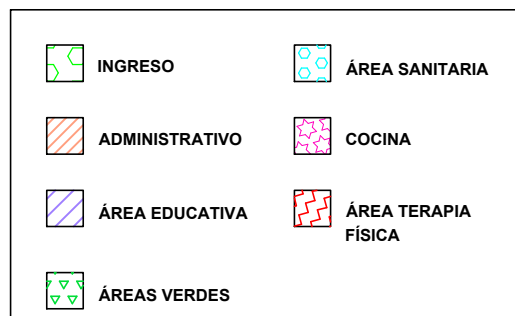 INGRESO
ADMINISTRATIVO
ÁREA EDUCATIVA
ÁREAS VERDES
ÁREA SANITARIA
COCINA
ÁREA TERAPIA
FÍSICA